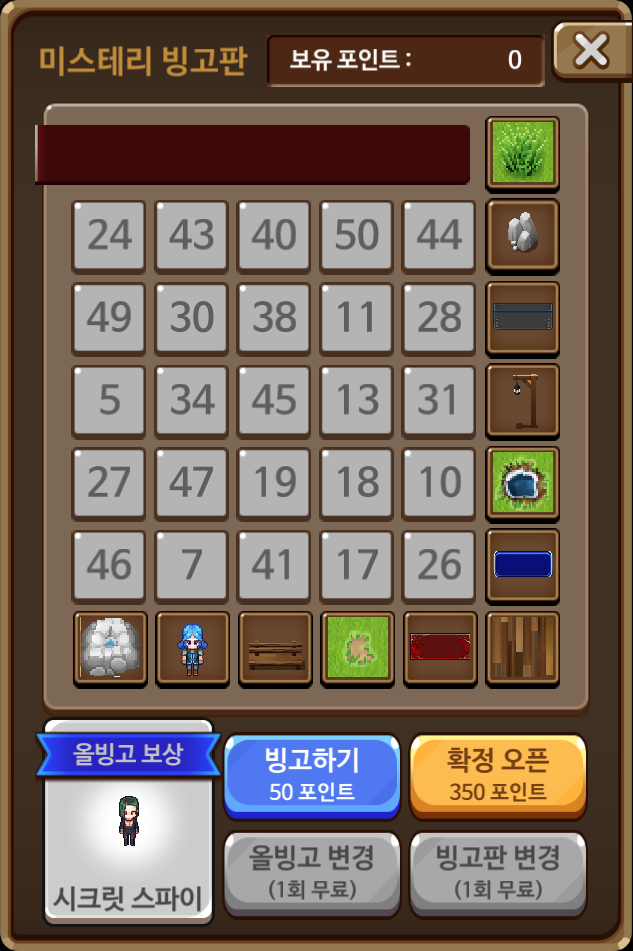 미스테리 빙고판
보유 포인트 : 0
24 43 40 50 44
49 30 38 11 28
5 34 45 13 31
27 47 19 18 10
46 7 41 17 26
올빙고 보상
시크릿 스파이
빙고하기
50 포인트
확정 오픈
350 포인트
올빙고 변경
(1회 무료)
빙고판 변경
(1회 무료)